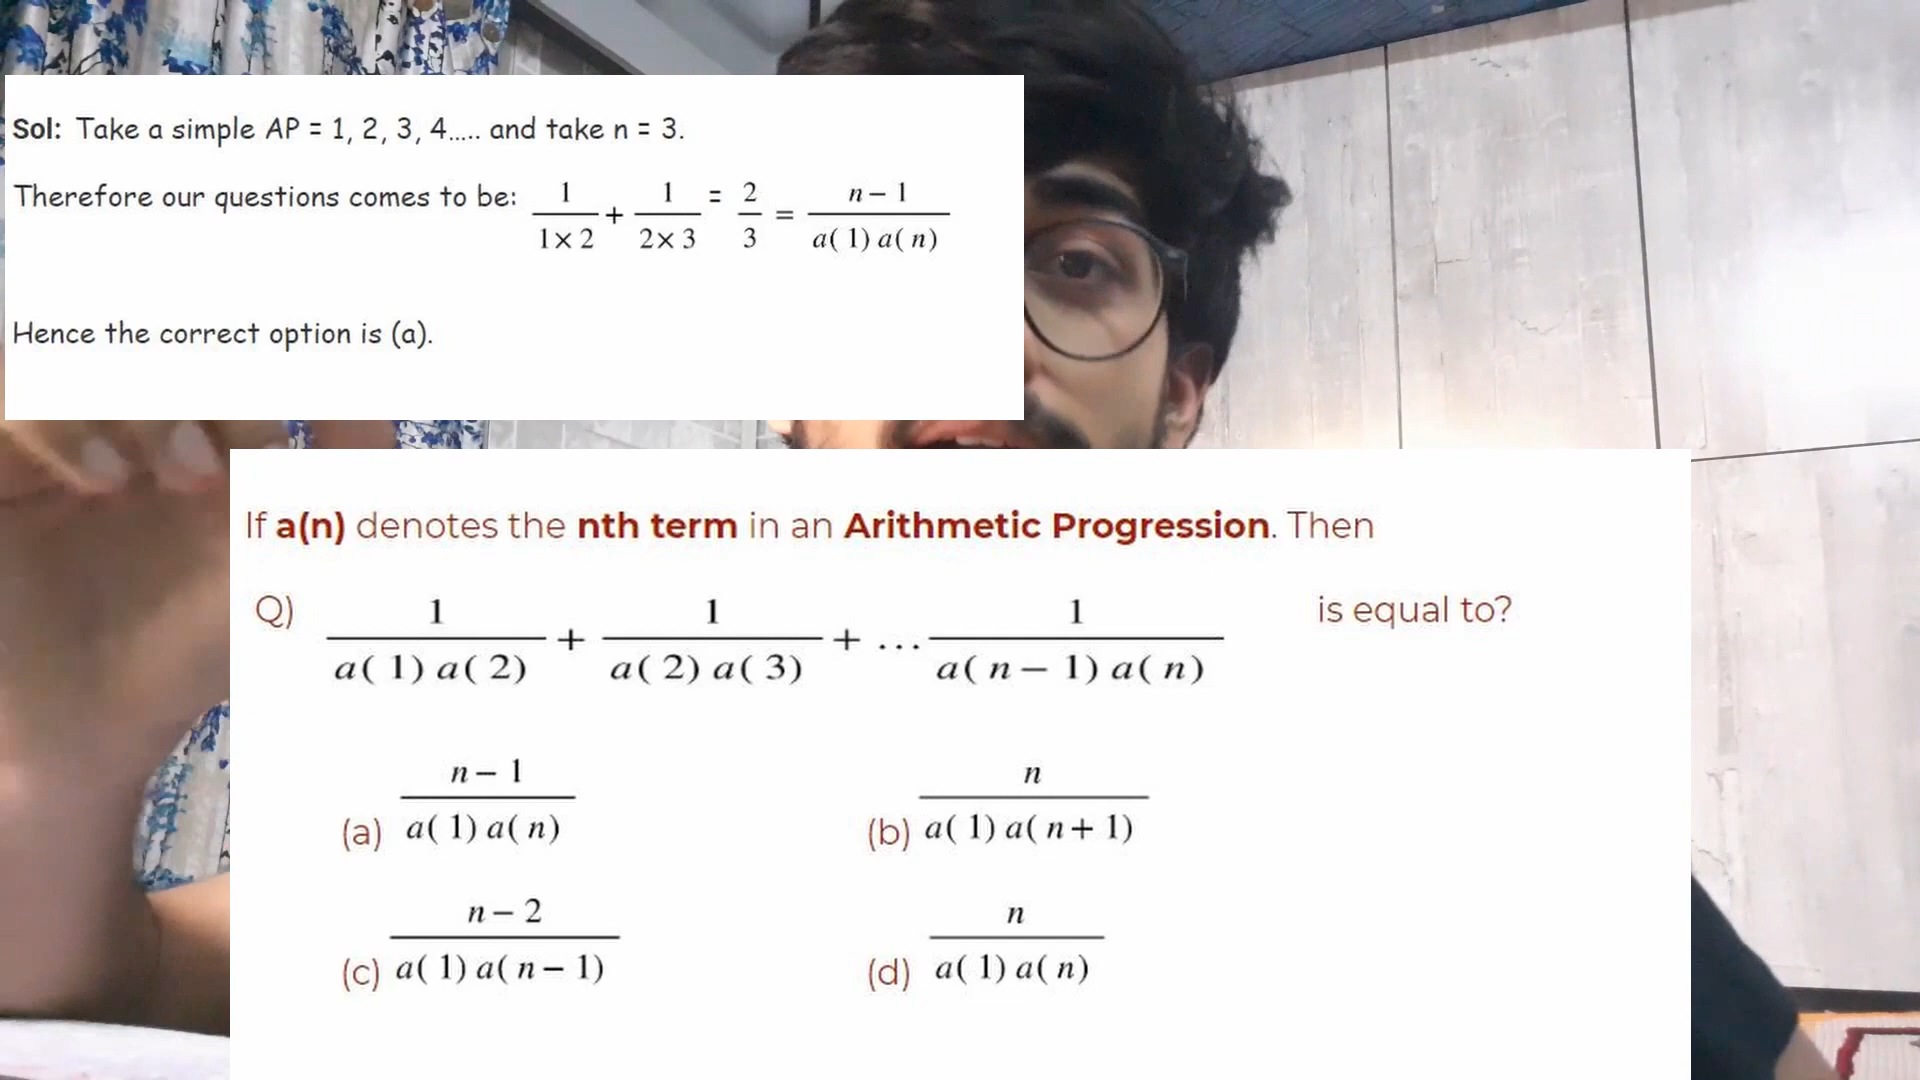 Sol: Take a simple AP = 1, 2, 3, 4..... and take n = 3.
Therefore our questions comes to be: 1/(1×2) + 1/(2×3) = 2/3 = (n−1)/(a(1)a(n))
Hence the correct option is (a).
If a(n) denotes the nth term in an Arithmetic Progression. Then
Q) 1/(a(1)a(2)) + 1/(a(2)a(3)) + ... 1/(a(n−1)a(n)) is equal to?
(a) (n−1)/(a(1)a(n)) (b) n/(a(1)a(n+1))
(c) (n−2)/(a(1)a(n−1)) (d) n/(a(1)a(n))